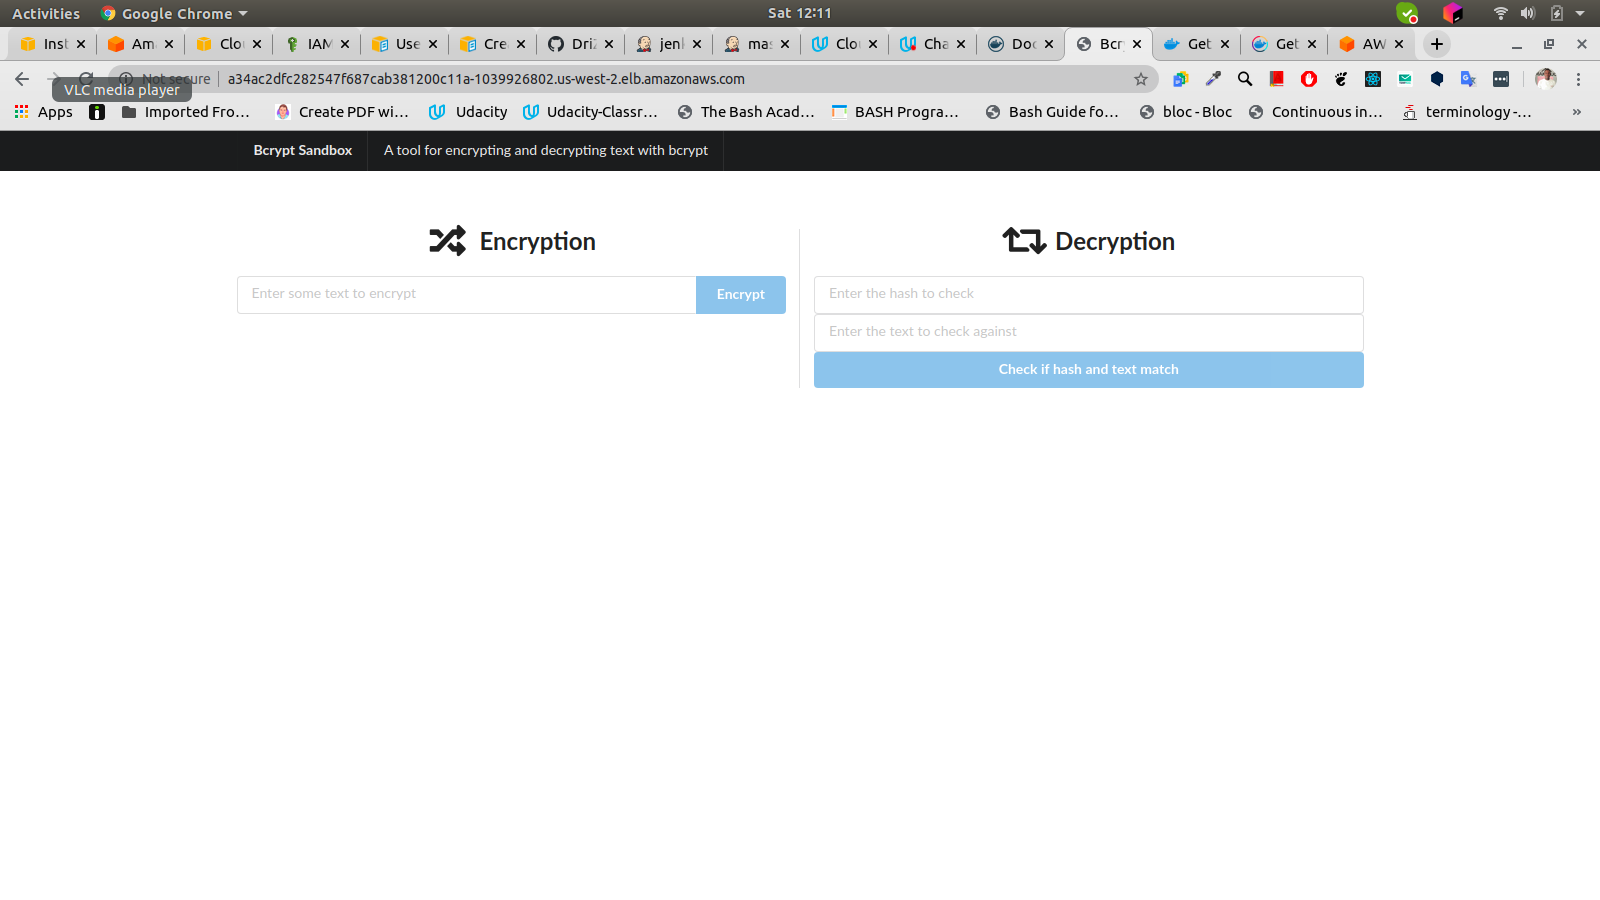 Activities Google Chrome Sat 12:11
Inst Am Clo IAM Use Cre Driz jenk mas Clo Cha Doc Bcr Get Get AW
Not secure a34ac2dfc282547f687cab381200c11a-1039926802.us-west-2.elb.amazonaws.com
VLC media player
Apps Imported Fro... Create PDF wi... Udacity Udacity-Classr... The Bash Acad... BASH Progra... Bash Guide fo... bloc - Bloc Continuous in... terminology -... »
Bcrypt Sandbox A tool for encrypting and decrypting text with bcrypt
Encryption
Enter some text to encrypt Encrypt
Decryption
Enter the hash to check
Enter the text to check against
Check if hash and text match